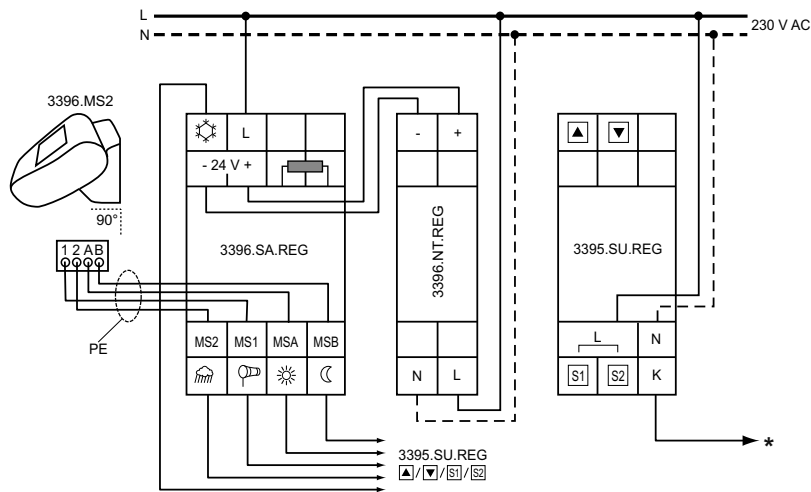 L
N
230 V AC
3396.MS2
L
- 24 V +
- +
90°
3396.SA.REG
3396.NT.REG
3395.SU.REG
1 2 A B
PE
MS2 MS1 MSA MSB
L N
N L
S1 S2 K
*
3395.SU.REG
▲/▼/S1/S2